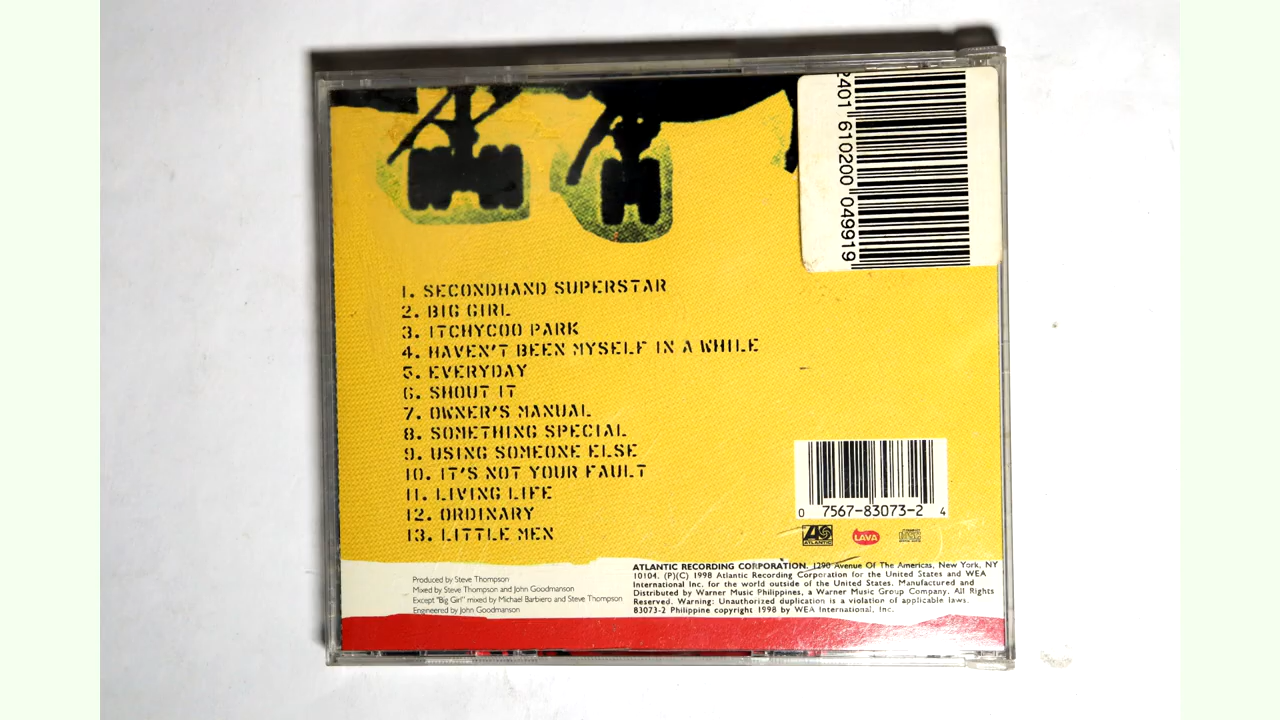 2401 610200 049919
1. SECONDHAND SUPERSTAR
2. BIG GIRL
3. ITCHYCOO PARK
4. HAVEN'T BEEN MYSELF IN A WHILE
5. EVERYDAY
6. SHOUT IT
7. OWNER'S MANUAL
8. SOMETHING SPECIAL
9. USING SOMEONE ELSE
10. IT'S NOT YOUR FAULT
11. LIVING LIFE
12. ORDINARY
13. LITTLE MEN
0 7567-83073-2 4
ATLANTIC
LAVA
Produced by Steve Thompson
Mixed by Steve Thompson and John Goodmanson
Except "Big Girl" mixed by Michael Barbiero and Steve Thompson
Engineered by John Goodmanson
ATLANTIC RECORDING CORPORATION. 1290 Avenue Of The Americas, New York, NY
10104. (P)(C) 1998 Atlantic Recording Corporation for the United States and WEA
International Inc. for the world outside of the United States. Manufactured and
Distributed by Warner Music Philippines, a Warner Music Group Company. All Rights
Reserved. Warning: Unauthorized duplication is a violation of applicable laws.
83073-2 Philippine copyright 1998 by WEA International, Inc.